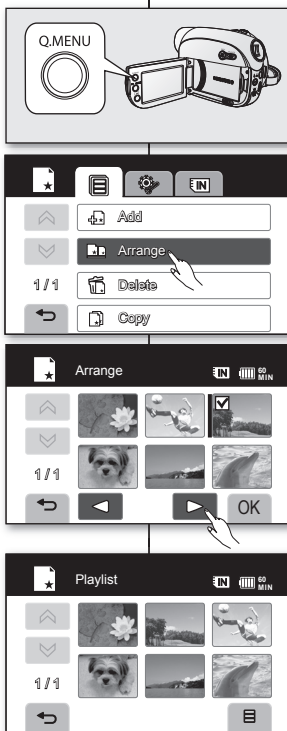 Q.MENU
IN
Add
Arrange
1 / 1
Delete
Copy
Arrange
IN
60
MIN
1 / 1
OK
Playlist
IN
60
MIN
1 / 1